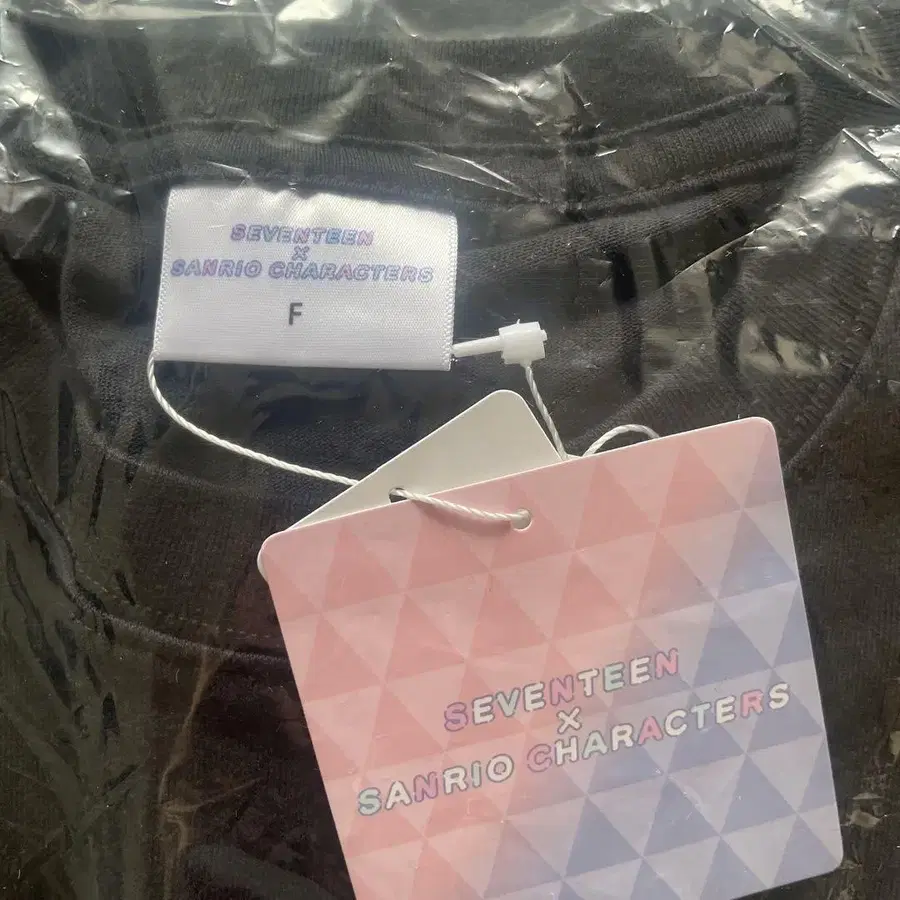 SEVENTEEN
X
SANRIO CHARACTERS
F
SEVENTEEN
X
SANRIO CHARACTERS